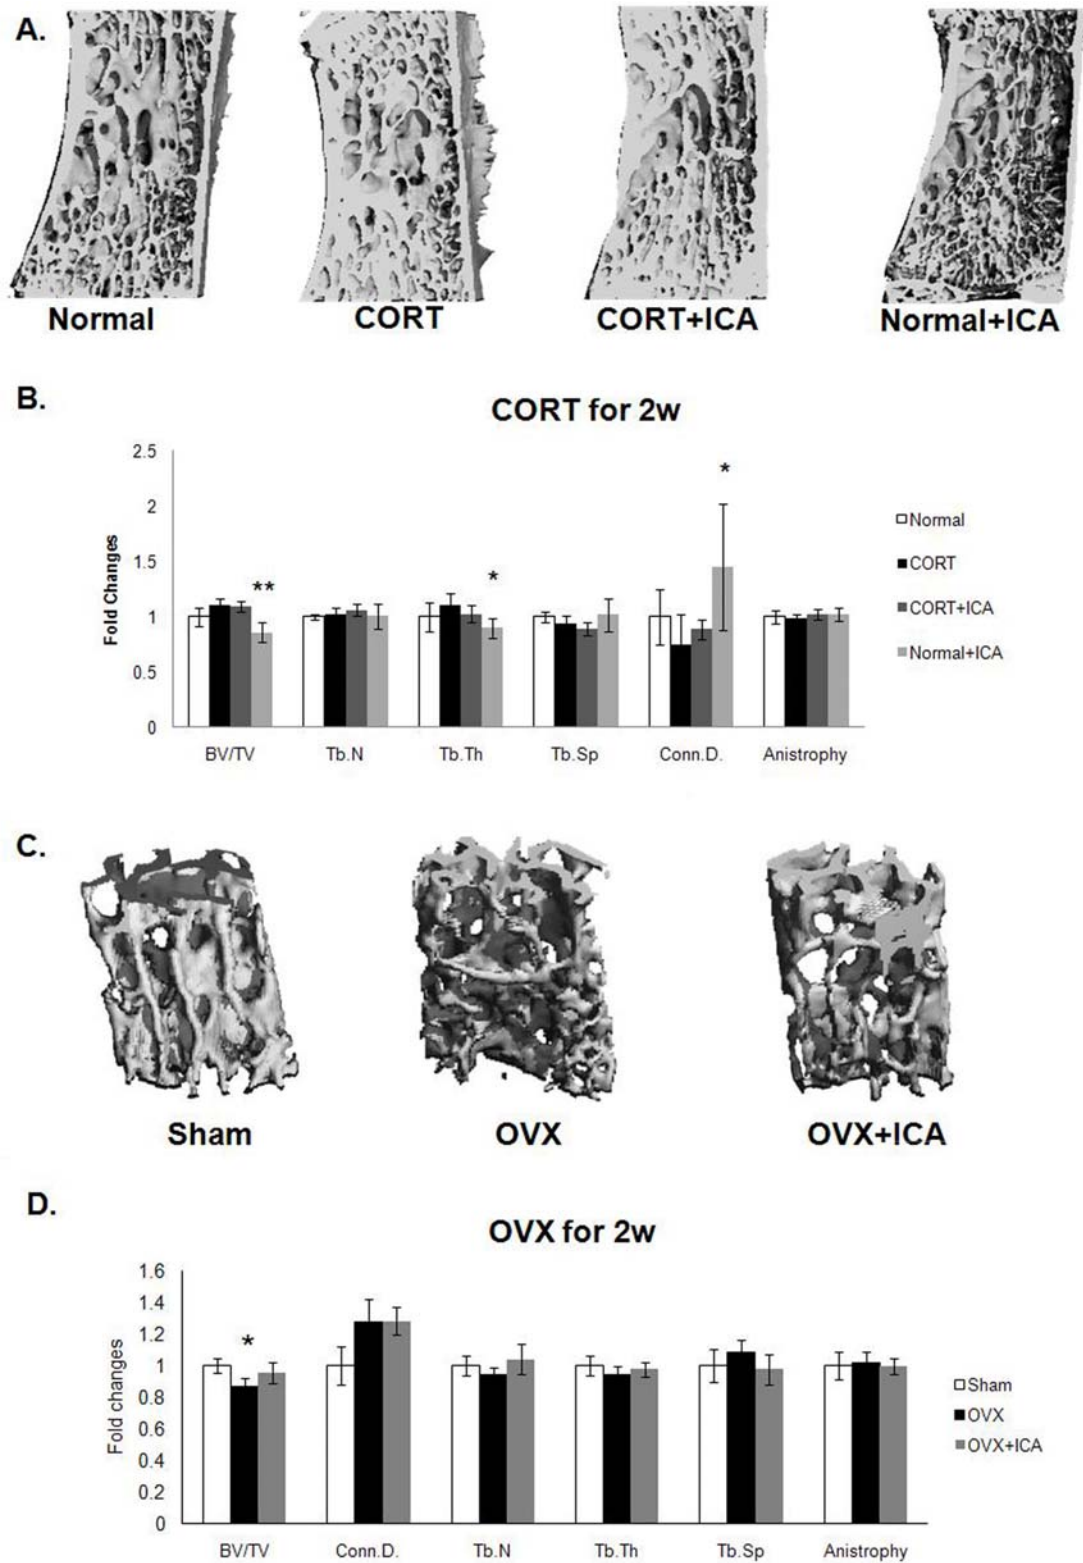 A.
Normal CORT CORT+ICA Normal+ICA
B.
CORT for 2w
2.5
2
1.5
1
0.5
0
Fold Changes
*
**
*
BV/TV Tb.N Tb.Th Tb.Sp Conn.D. Anistrophy
Normal
CORT
CORT+ICA
Normal+ICA
C.
Sham OVX OVX+ICA
D.
OVX for 2w
1.6
1.4
1.2
1
0.8
0.6
0.4
0.2
0
Fold changes
*
BV/TV Conn.D. Tb.N Tb.Th Tb.Sp Anistrophy
Sham
OVX
OVX+ICA